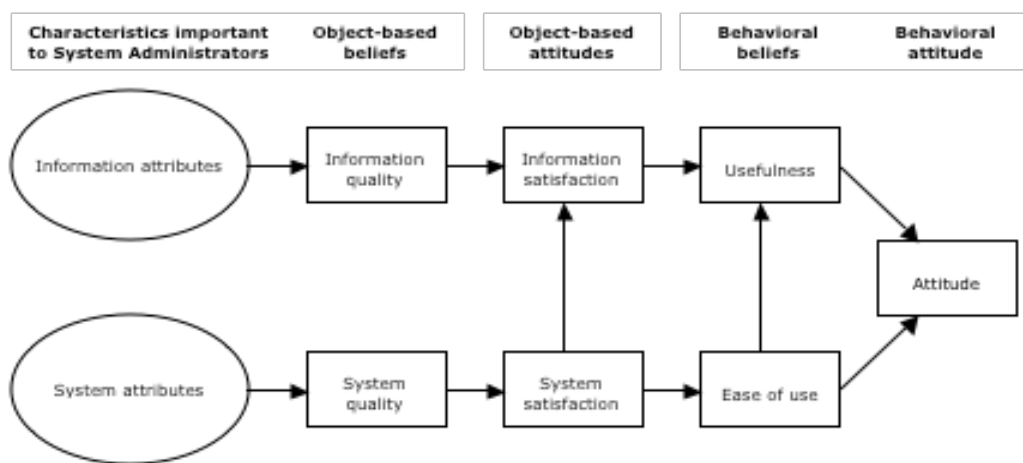 Characteristics important
to System Administrators
Object-based
beliefs
Object-based
attitudes
Behavioral
beliefs
Behavioral
attitude
Information attributes
Information
quality
Information
satisfaction
Usefulness
Attitude
System attributes
System
quality
System
satisfaction
Ease of use